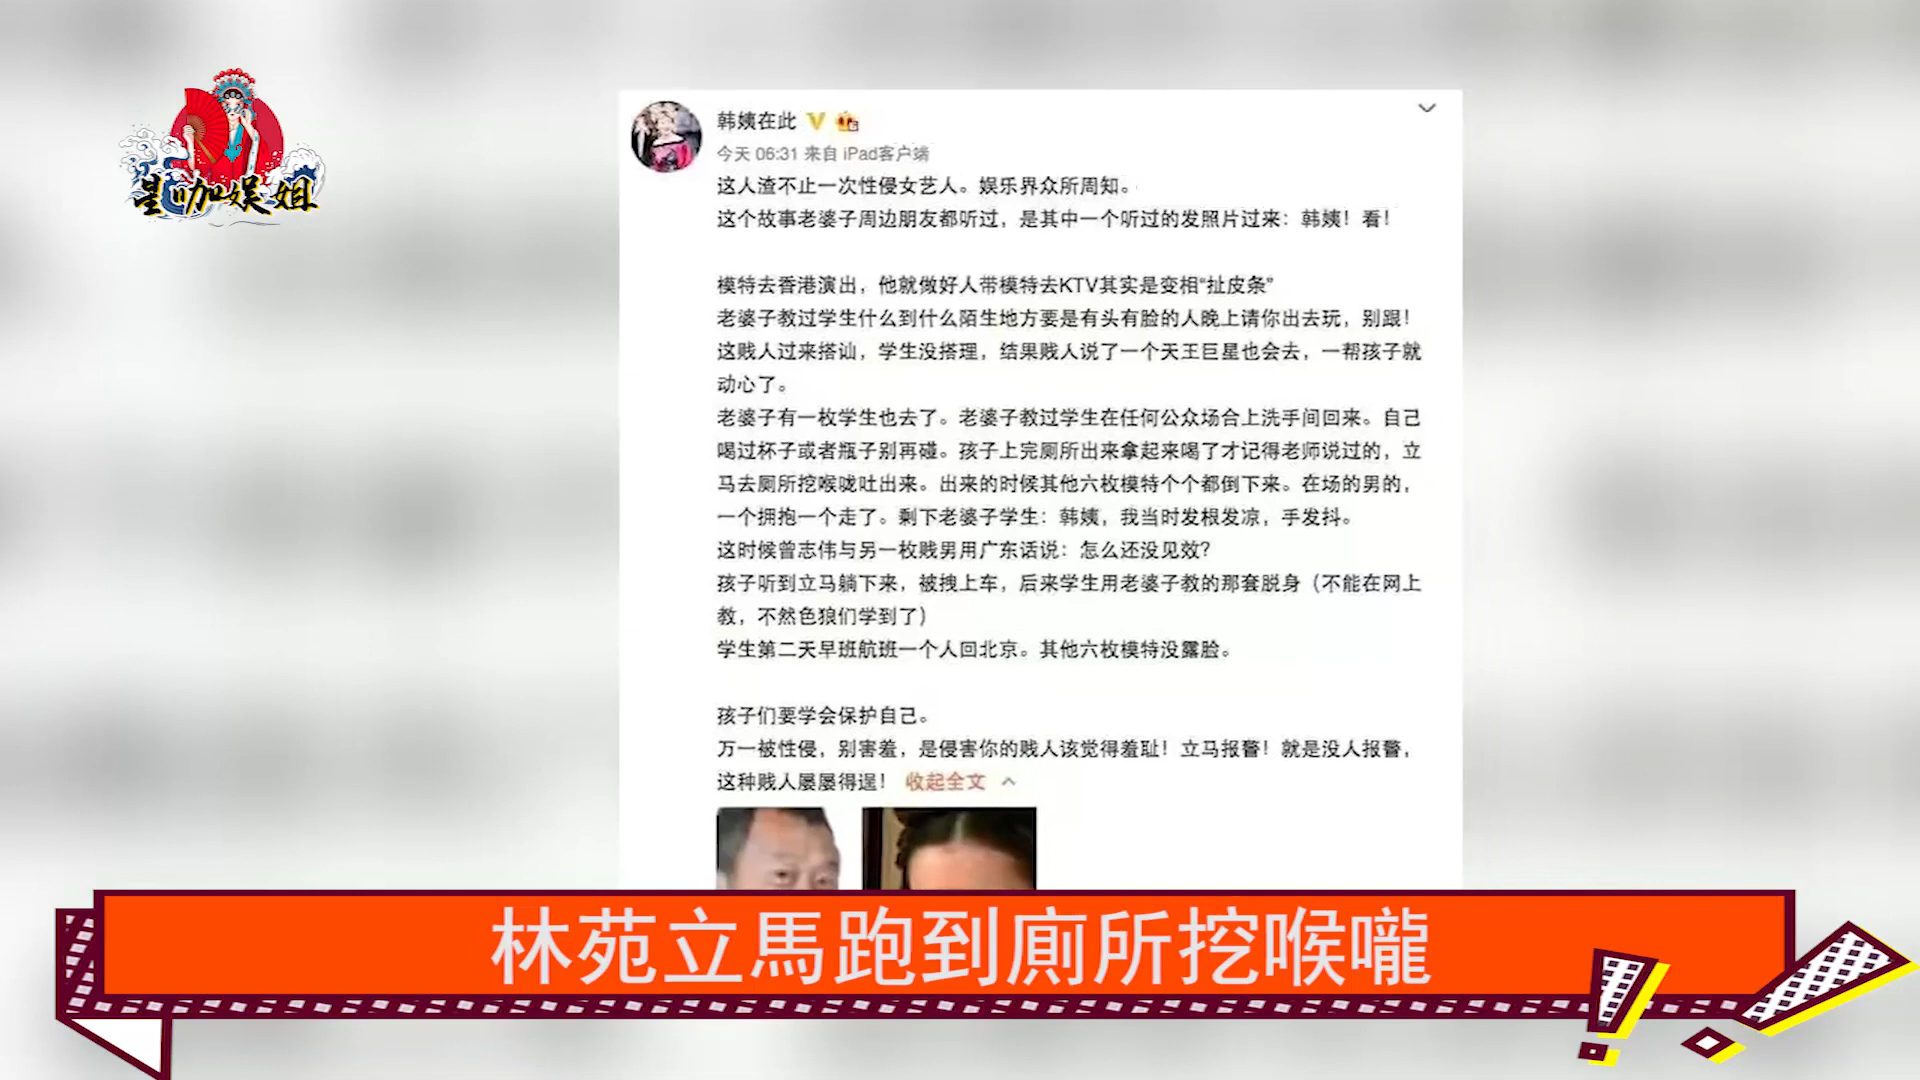 星咖娱姐
韩姨在此
今天 06:31 来自 iPad客户端
这人渣不止一次性侵女艺人。娱乐界众所周知。
这个故事老婆子周边朋友都听过，是其中一个听过的发照片过来：韩姨！看！
模特去香港演出，他就做好人带模特去KTV其实是变相“扯皮条”
老婆子教过学生什么到什么陌生地方要是有头有脸的人晚上请你出去玩，别跟！
这贱人过来搭讪，学生没搭理，结果贱人说了一个天王巨星也会去，一帮孩子就
动心了。
老婆子有一枚学生也去了。老婆子教过学生在任何公众场合上洗手间回来。自己
喝过杯子或者瓶子别再碰。孩子上完厕所出来拿起来喝了才记得老师说过的，立
马去厕所挖喉咙吐出来。出来的时候其他六枚模特个个都倒下来。在场的男的，
一个拥抱一个走了。剩下老婆子学生：韩姨，我当时发根发凉，手发抖。
这时候曾志伟与另一枚贱男用广东话说：怎么还没见效？
孩子听到立马躺下来，被拽上车，后来学生用老婆子教的那套脱身（不能在网上
教，不然色狼们学到了）
学生第二天早班航班一个人回北京。其他六枚模特没露脸。
孩子们要学会保护自己。
万一被性侵，别害羞，是侵害你的贱人该觉得羞耻！立马报警！就是没人报警，
这种贱人屡屡得逞！ 收起全文
林苑立馬跑到廁所挖喉嚨